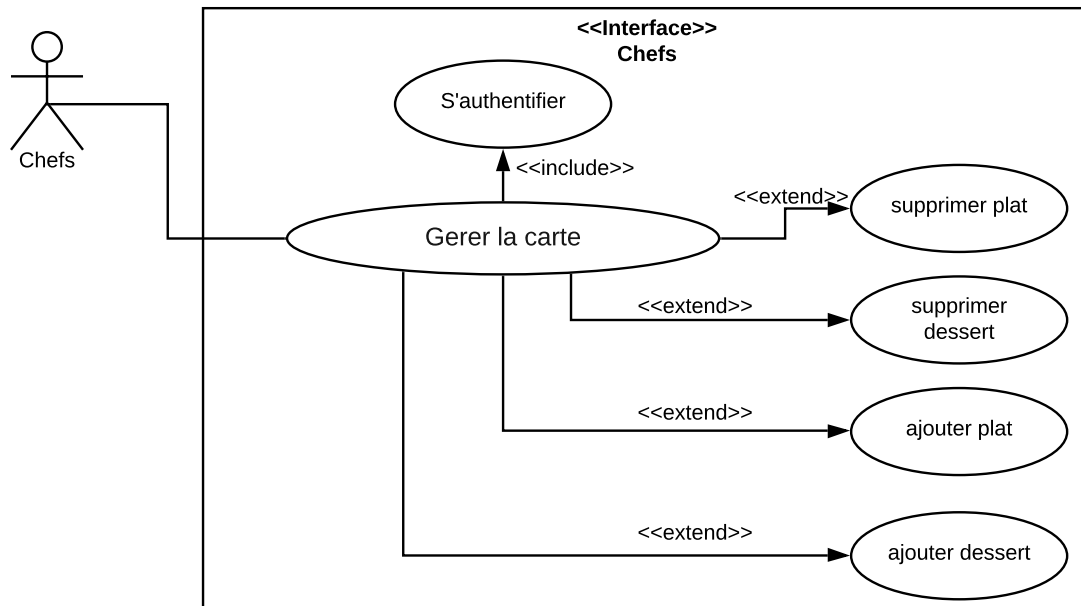 <<Interface>>
Chefs
S'authentifier
Chefs
<<include>>
<<extend>>
supprimer plat
Gerer la carte
<<extend>>
supprimer
dessert
<<extend>>
ajouter plat
<<extend>>
ajouter dessert